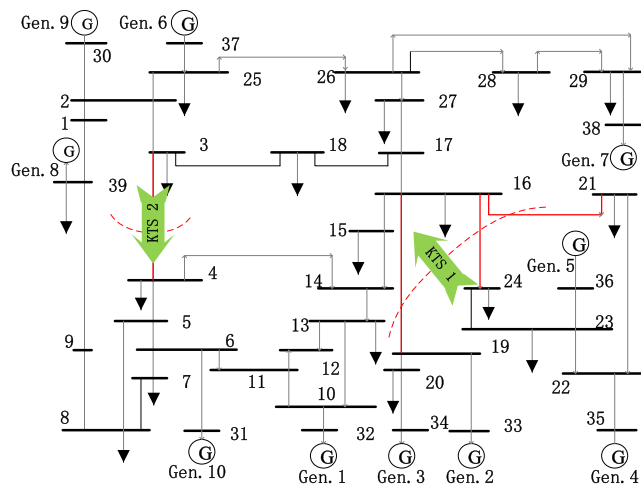 Gen. 9 G Gen. 6 G
37
30
25 26 28 29
2 27
1 38
G 3 18 17 G
Gen. 8 Gen. 7
39 16 21
KTS 2 15 G
KTS 1 Gen. 5
4 14 24 36
5 13 23
6 19
9 12
7 11 20 22
8 10
31 32 34 33 35
G G G G G
Gen. 10 Gen. 1 Gen. 3 Gen. 2 Gen. 4